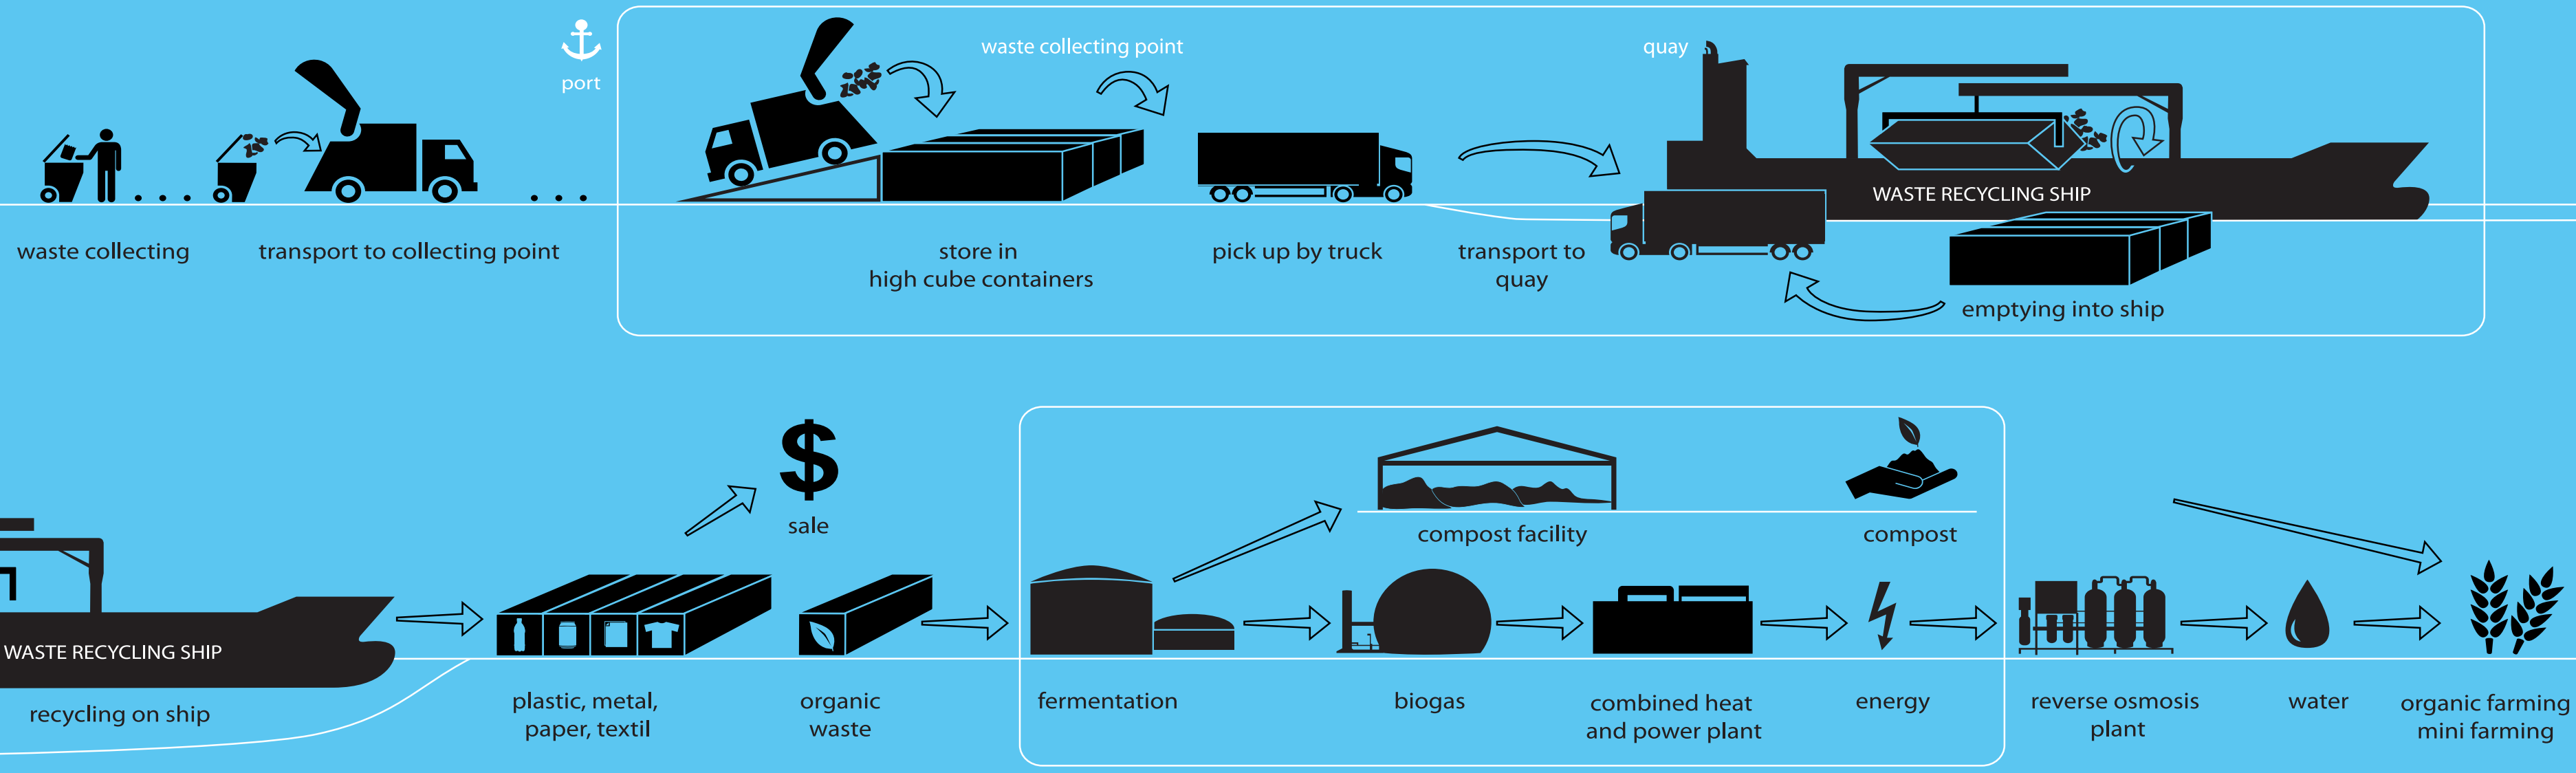 port
waste collecting point
quay
WASTE RECYCLING SHIP
waste collecting
transport to collecting point
store in
high cube containers
pick up by truck
transport to
quay
emptying into ship
$
sale
compost facility
compost
WASTE RECYCLING SHIP
recycling on ship
plastic, metal,
paper, textil
organic
waste
fermentation
biogas
combined heat
and power plant
energy
reverse osmosis
plant
water
organic farming
mini farming